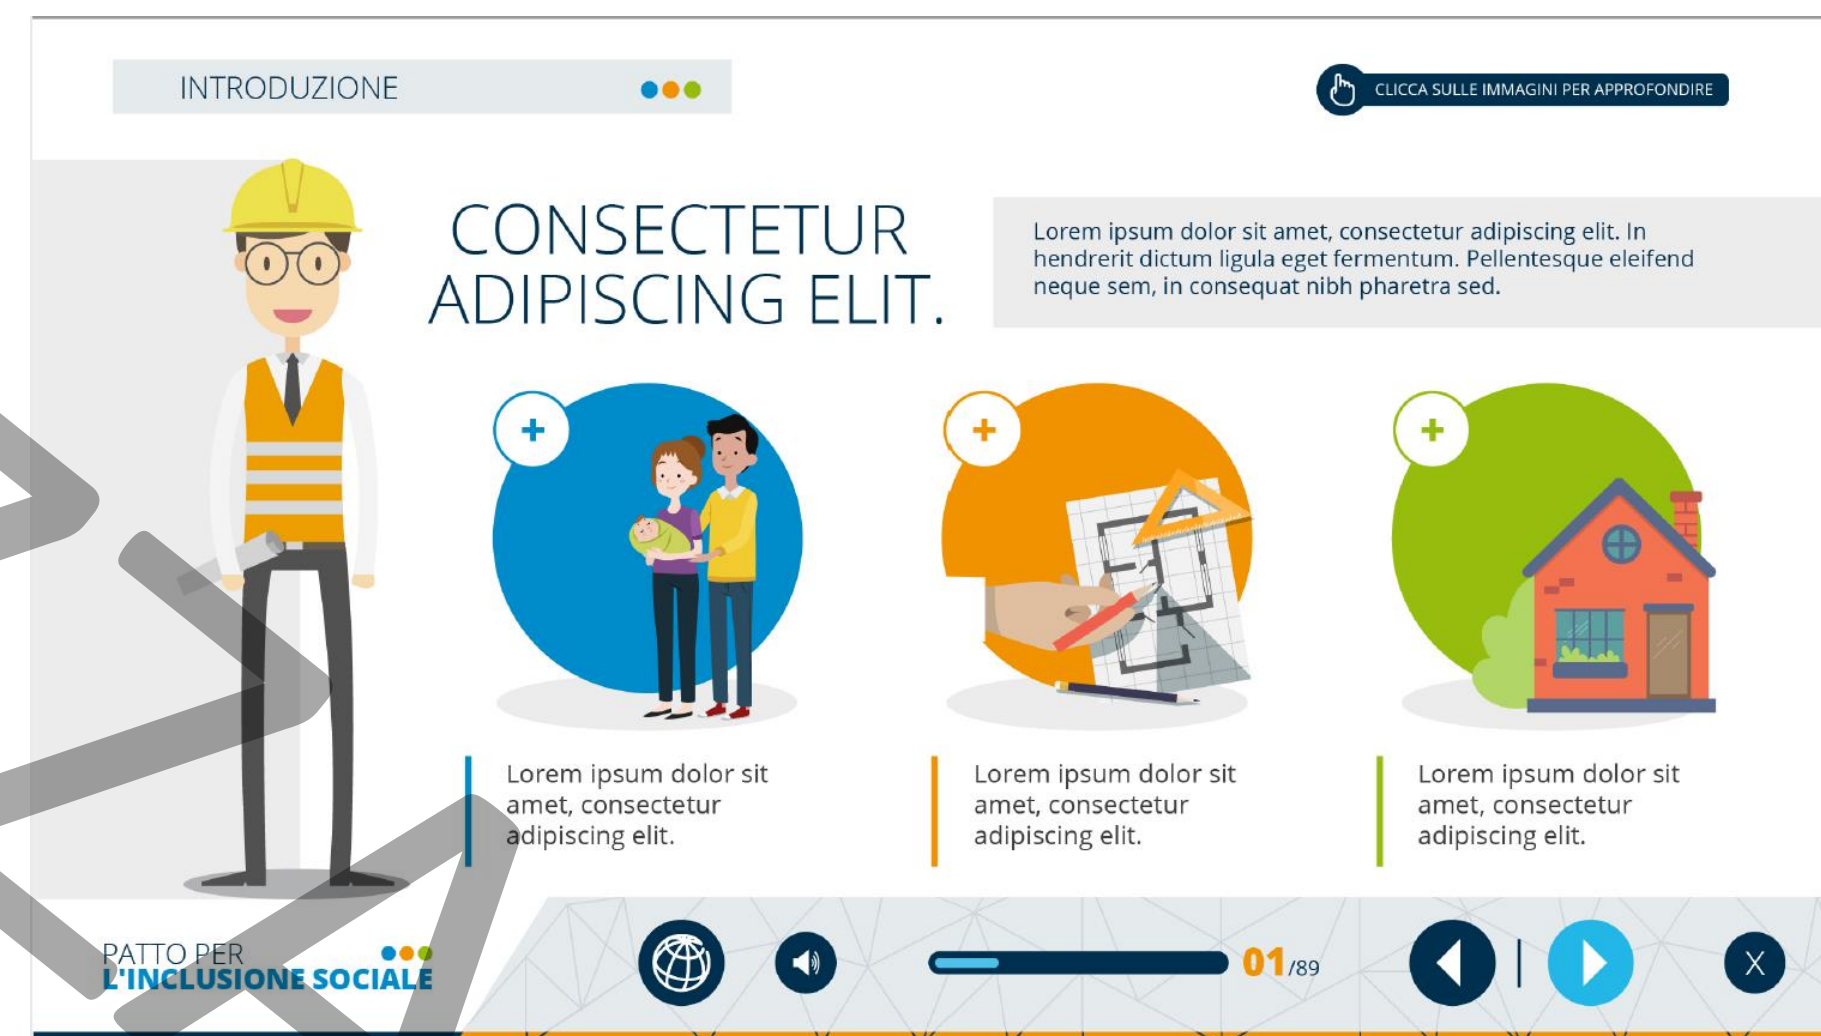 INTRODUZIONE
CLICCA SULLE IMMAGINI PER APPROFONDIRE
CONSECTETUR
ADIPISCING ELIT.
Lorem ipsum dolor sit amet, consectetur adipiscing elit. In
hendrerit dictum ligula eget fermentum. Pellentesque eleifend
neque sem, in consequat nibh pharetra sed.
+
+
+
Lorem ipsum dolor sit
amet, consectetur
adipiscing elit.
Lorem ipsum dolor sit
amet, consectetur
adipiscing elit.
Lorem ipsum dolor sit
amet, consectetur
adipiscing elit.
PATTO PER
L'INCLUSIONE SOCIALE
01/89
X